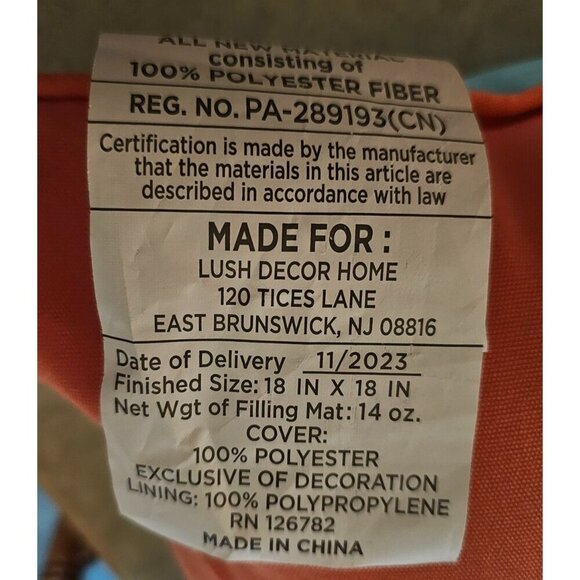 ALL NEW MATERIAL
consisting of
100% POLYESTER FIBER
REG. NO. PA-289193(CN)
Certification is made by the manufacturer
that the materials in this article are
described in accordance with law
MADE FOR :
LUSH DECOR HOME
120 TICES LANE
EAST BRUNSWICK, NJ 08816
Date of Delivery 11/2023
Finished Size: 18 IN X 18 IN
Net Wgt of Filling Mat: 14 oz.
COVER:
100% POLYESTER
EXCLUSIVE OF DECORATION
LINING: 100% POLYPROPYLENE
RN 126782
MADE IN CHINA